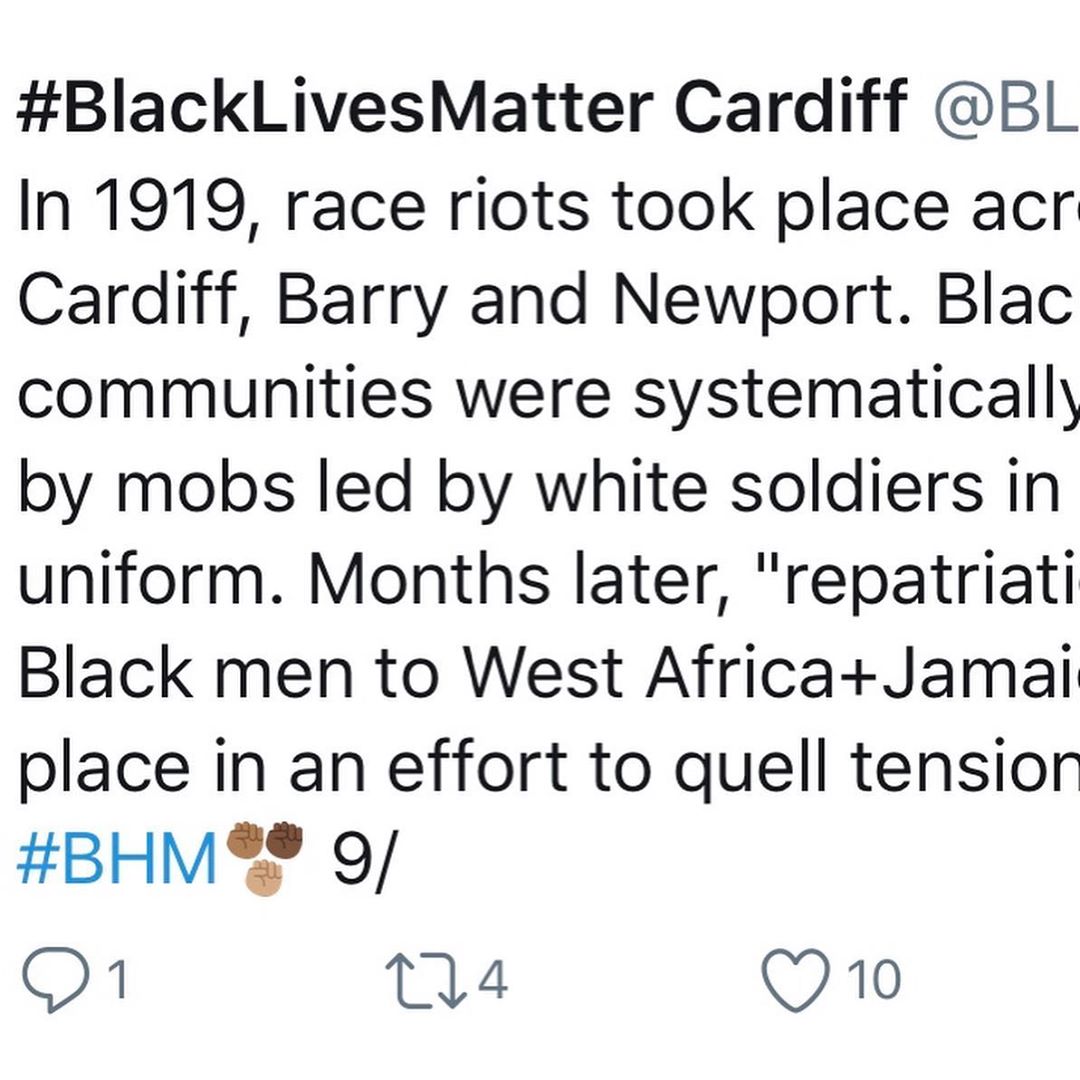 #BlackLivesMatter Cardiff @BL
In 1919, race riots took place acr
Cardiff, Barry and Newport. Blac
communities were systematically
by mobs led by white soldiers in
uniform. Months later, "repatriati
Black men to West Africa+Jamai
place in an effort to quell tension
#BHM✊🏾✊🏿✊🏼 9/
1 4 10